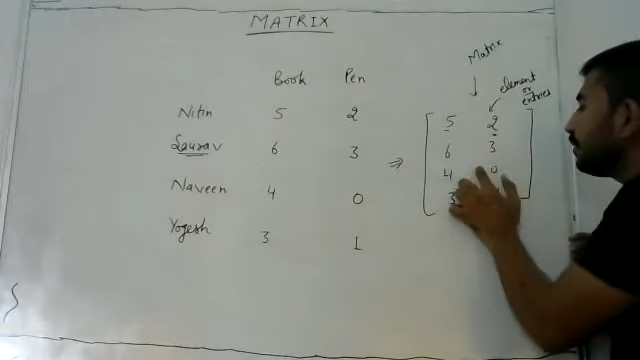 MATRIX
Book Pen
Nitin 5 2
Saurav 6 3
Naveen 4 0
Yogesh 3 1
⇒
Matrix
element
or
entries
5 2
6 3
4 0
3